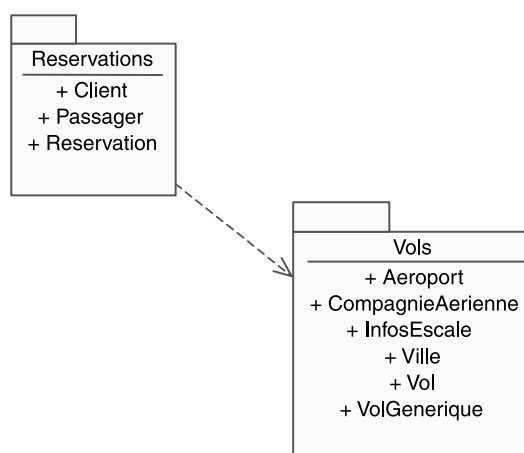 Reservations
+ Client
+ Passager
+ Reservation
Vols
+ Aeroport
+ CompagnieAerienne
+ InfosEscale
+ Ville
+ Vol
+ VolGenerique